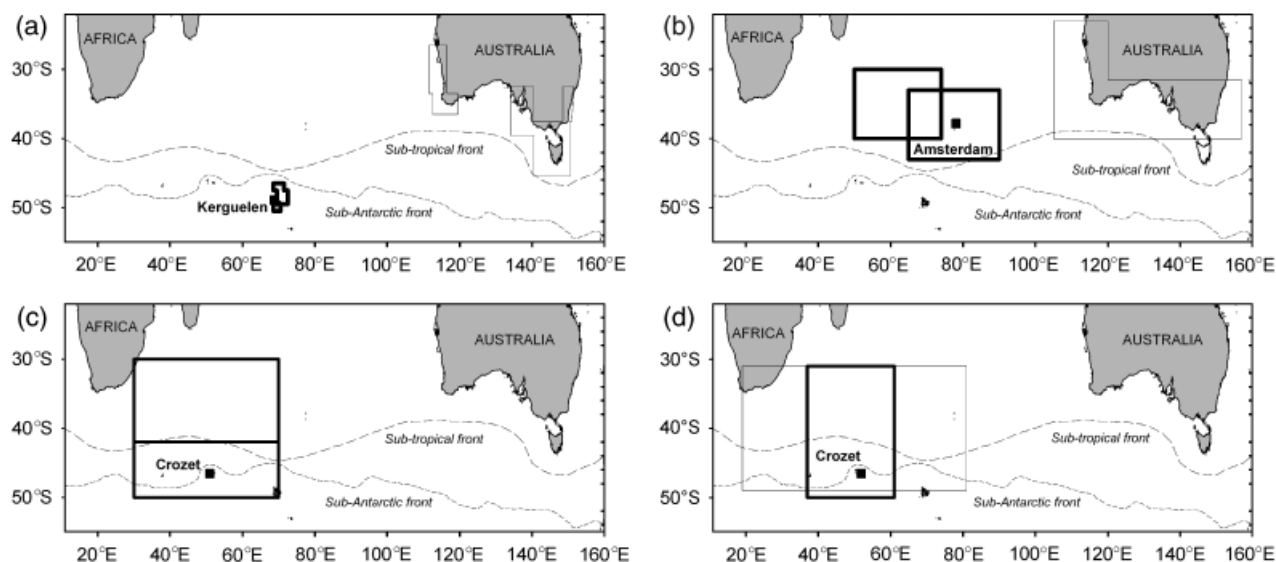 (a)
AFRICA
AUSTRALIA
30°S
40°S
50°S
Sub-tropical front
Kerguelen
Sub-Antarctic front
20°E 40°E 60°E 80°E 100°E 120°E 140°E 160°E
(b)
AFRICA
AUSTRALIA
30°S
40°S
50°S
Amsterdam
Sub-tropical front
Sub-Antarctic front
20°E 40°E 60°E 80°E 100°E 120°E 140°E 160°E
(c)
AFRICA
AUSTRALIA
30°S
40°S
50°S
Sub-tropical front
Crozet
Sub-Antarctic front
20°E 40°E 60°E 80°E 100°E 120°E 140°E 160°E
(d)
AFRICA
AUSTRALIA
30°S
40°S
50°S
Sub-tropical front
Crozet
Sub-Antarctic front
20°E 40°E 60°E 80°E 100°E 120°E 140°E 160°E